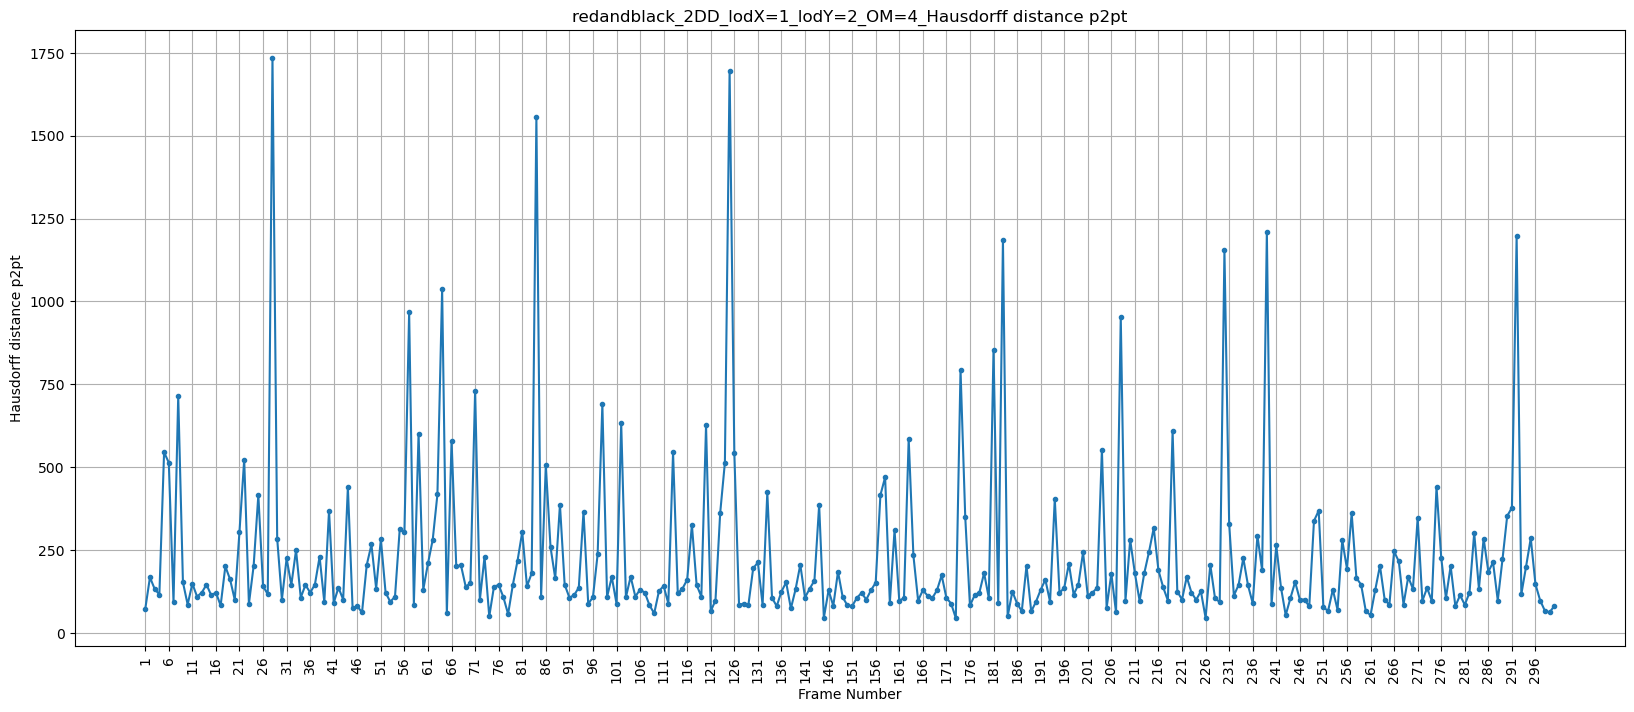 redandblack_2DD_lodX=1_lodY=2_OM=4_Hausdorff distance p2pt
1750
1500
1250
1000
750
500
250
0
Hausdorff distance p2pt
1 6 11 16 21 26 31 36 41 46 51 56 61 66 71 76 81 86 91 96 101 106 111 116 121 126 131 136 141 146 151 156 161 166 171 176 181 186 191 196 201 206 211 216 221 226 231 236 241 246 251 256 261 266 271 276 281 286 291 296
Frame Number